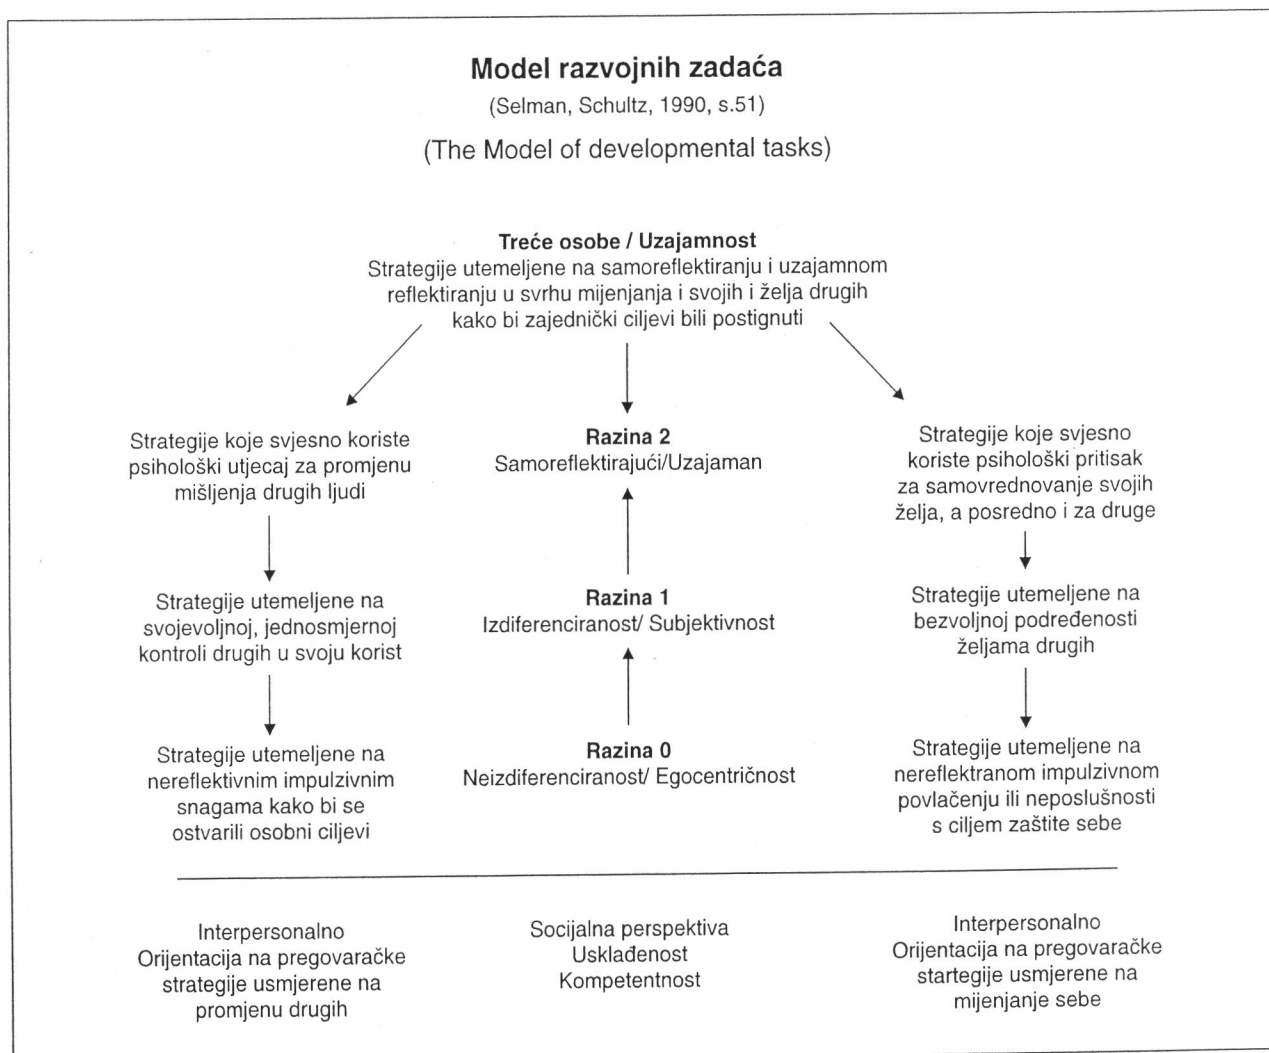 Model razvojnih zadaća
(Selman, Schultz, 1990, s.51)
(The Model of developmental tasks)
Treće osobe / Uzajamnost
Strategije utemeljene na samoreflektiranju i uzajamnom
reflektiranju u svrhu mijenjanja i svojih i želja drugih
kako bi zajednički ciljevi bili postignuti
Strategije koje svjesno koriste
psihološki utjecaj za promjenu
mišljenja drugih ljudi
Razina 2
Samoreflektirajući/Uzajaman
Strategije koje svjesno
koriste psihološki pritisak
za samovrednovanje svojih
želja, a posredno i za druge
Strategije utemeljene na
svojevoljnoj, jednosmjernoj
kontroli drugih u svoju korist
Razina 1
Izdiferenciranost/ Subjektivnost
Strategije utemeljene na
bezvoljnoj podređenosti
željama drugih
Strategije utemeljene na
nereflektivnim impulzivnim
snagama kako bi se
ostvarili osobni ciljevi
Razina 0
Neizdiferenciranost/ Egocentričnost
Strategije utemeljene na
nereflektranom impulzivnom
povlačenju ili neposlušnosti
s ciljem zaštite sebe
Interpersonalno
Orijentacija na pregovaračke
strategije usmjerene na
promjenu drugih
Socijalna perspektiva
Usklađenost
Kompetentnost
Interpersonalno
Orijentacija na pregovaračke
startegije usmjerene na
mijenjanje sebe